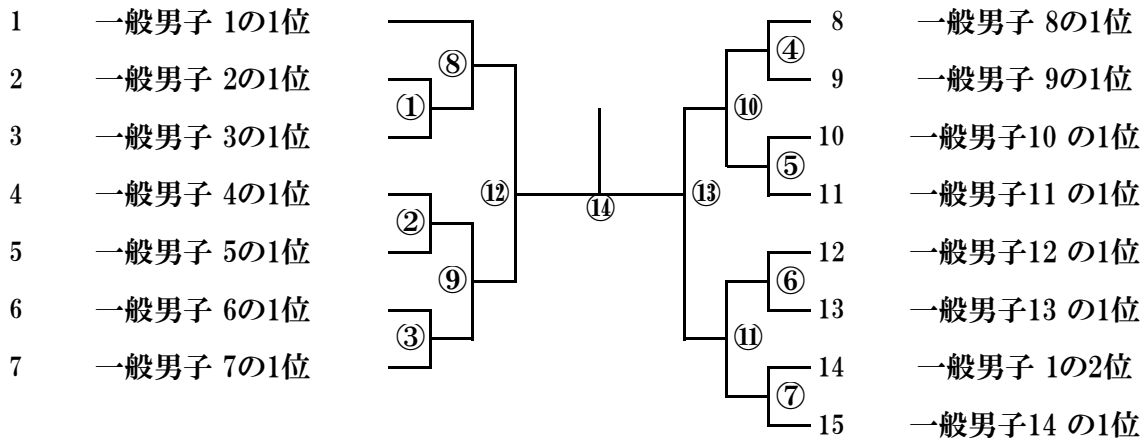 1 一般男子 1の1位
2 一般男子 2の1位
3 一般男子 3の1位
4 一般男子 4の1位
5 一般男子 5の1位
6 一般男子 6の1位
7 一般男子 7の1位
⑧
①
⑫
②
⑨
③
⑭
④
⑩
⑤
⑬
⑥
⑪
⑦
8 一般男子 8の1位
9 一般男子 9の1位
10 一般男子10 の1位
11 一般男子11 の1位
12 一般男子12 の1位
13 一般男子13 の1位
14 一般男子 1の2位
15 一般男子14 の1位